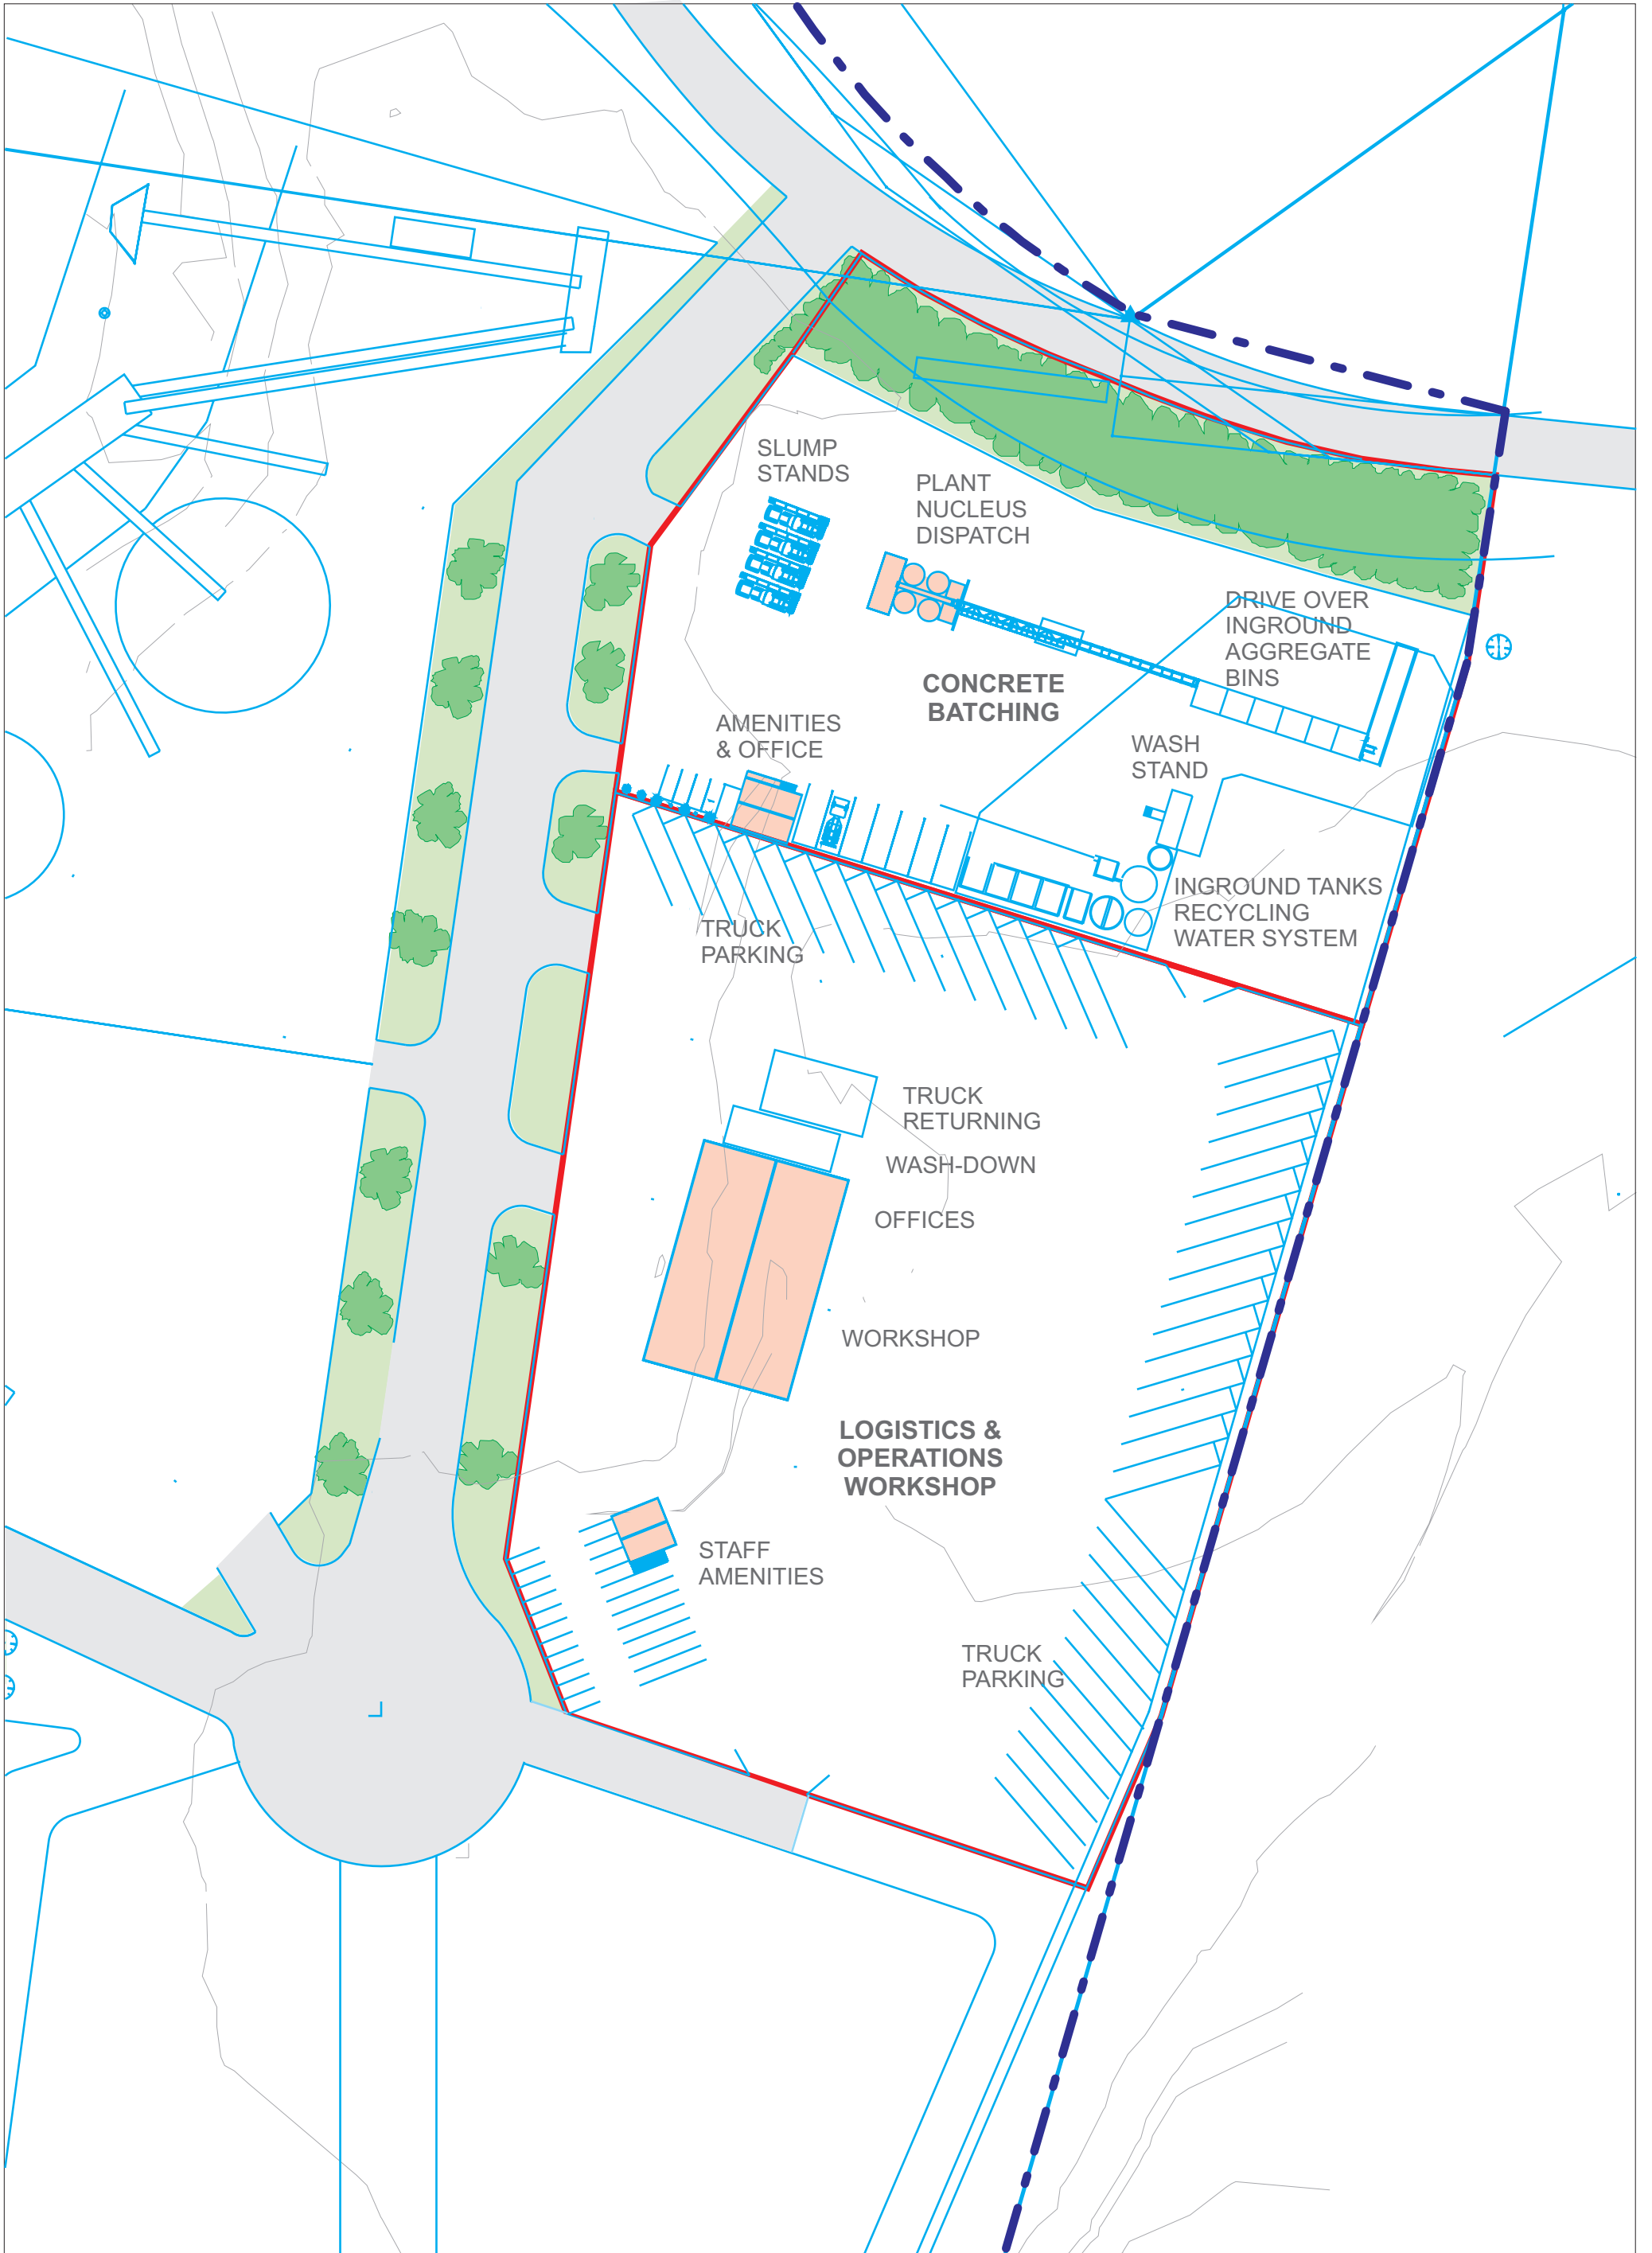 SLUMP
STANDS
PLANT
NUCLEUS
DISPATCH
DRIVE OVER
INGROUND
AGGREGATE
BINS
CONCRETE
BATCHING
AMENITIES
& OFFICE
WASH
STAND
INGROUND TANKS
RECYCLING
WATER SYSTEM
TRUCK
PARKING
TRUCK
RETURNING
WASH-DOWN
OFFICES
WORKSHOP
LOGISTICS &
OPERATIONS
WORKSHOP
STAFF
AMENITIES
TRUCK
PARKING